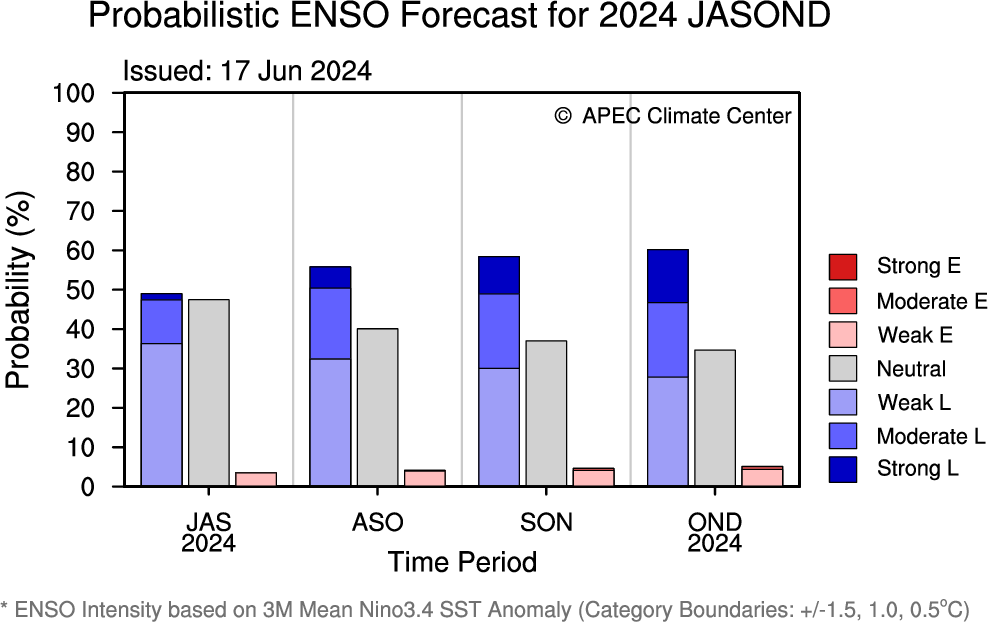 Probabilistic ENSO Forecast for 2024 JASOND
Issued: 17 Jun 2024
© APEC Climate Center
Probability (%)
100
90
80
70
60
50
40
30
20
10
0
JAS
2024
ASO
SON
OND
2024
Time Period
Strong E
Moderate E
Weak E
Neutral
Weak L
Moderate L
Strong L
* ENSO Intensity based on 3M Mean Nino3.4 SST Anomaly (Category Boundaries: +/-1.5, 1.0, 0.5°C)